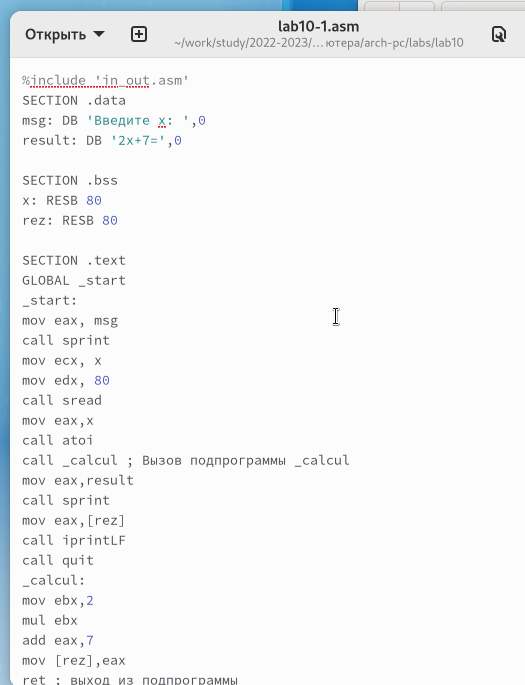 Открыть
lab10-1.asm
~/work/study/2022-2023/...ютера/arch-pc/labs/lab10
%include 'in_out.asm'
SECTION .data
msg: DB 'Введите x: ',0
result: DB '2x+7=',0
SECTION .bss
x: RESB 80
rez: RESB 80
SECTION .text
GLOBAL _start
_start:
mov eax, msg
call sprint
mov ecx, x
mov edx, 80
call sread
mov eax,x
call atoi
call _calcul ; Вызов подпрограммы _calcul
mov eax,result
call sprint
mov eax,[rez]
call iprintLF
call quit
_calcul:
mov ebx,2
mul ebx
add eax,7
mov [rez],eax
ret ; выход из подпрограммы